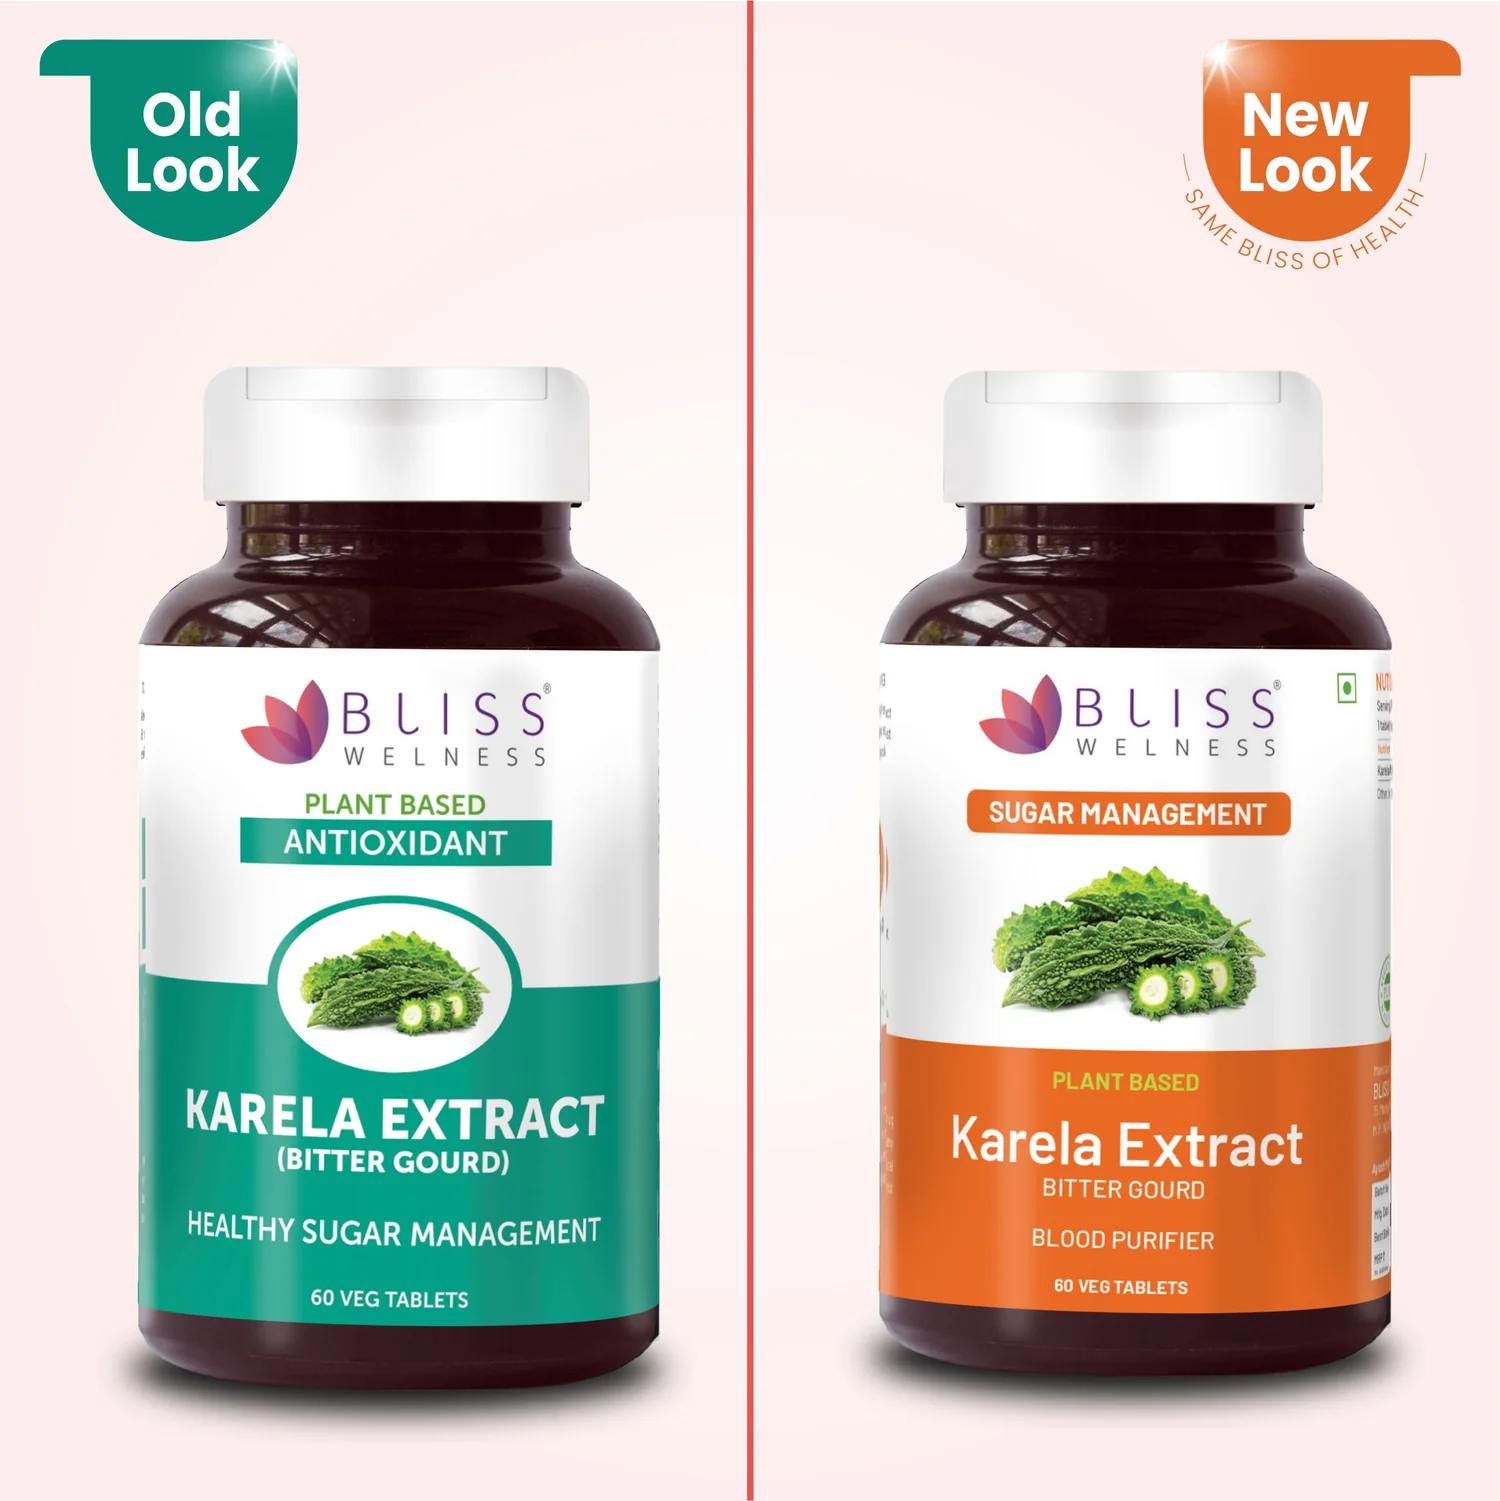 Old
Look
BLISS®
WELNESS
PLANT BASED
ANTIOXIDANT
KARELA EXTRACT
(BITTER GOURD)
HEALTHY SUGAR MANAGEMENT
60 VEG TABLETS
New
Look
SAME BLISS OF HEALTH
BLISS®
WELNESS
SUGAR MANAGEMENT
PLANT BASED
Karela Extract
BITTER GOURD
BLOOD PURIFIER
60 VEG TABLETS